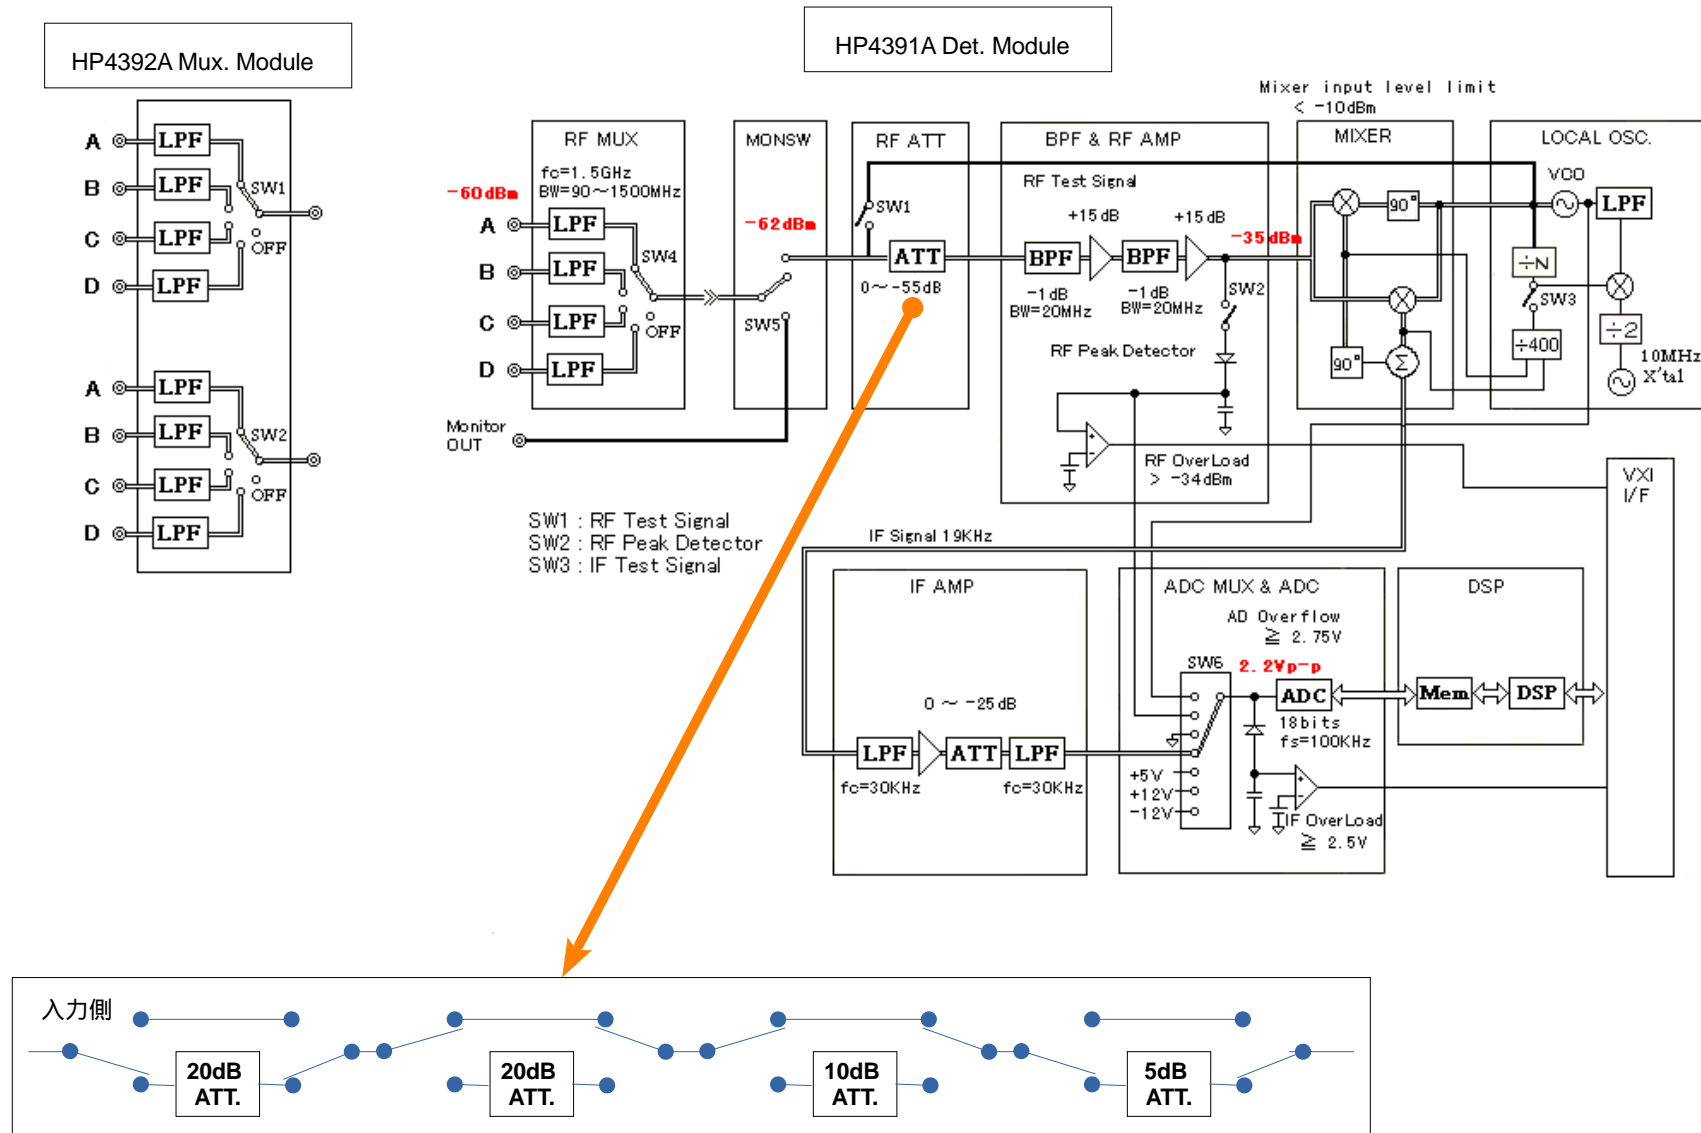 HP4392A Mux. Module
HP4391A Det. Module
A LPF
B LPF
SW1
C LPF
OFF
D LPF
A LPF
B LPF
SW2
C LPF
OFF
D LPF
RF MUX
fc=1.5GHz
BW=90～1500MHz
-60dBm
A LPF
B LPF
SW4
C LPF
OFF
D LPF
Monitor
OUT
MONSW
-62dBm
SW5
RF ATT
SW1
ATT
0～-55dB
BPF & RF AMP
RF Test Signal
+15dB
+15dB
-35dBm
BPF
BPF
-1dB
BW=20MHz
-1dB
BW=20MHz
SW2
RF Peak Detector
RF OverLoad
> -34dBm
Mixer input level limit
< -10dBm
MIXER
90°
90°
Σ
LOCAL OSC.
VCO
LPF
÷N
SW3
÷2
÷400
10MHz
X'tal
SW1 : RF Test Signal
SW2 : RF Peak Detector
SW3 : IF Test Signal
IF Signal 19KHz
IF AMP
0 ～ -25dB
LPF
ATT
LPF
fc=30KHz
fc=30KHz
ADC MUX & ADC
AD Overflow
≧ 2.75V
SW6
2.2Vp-p
ADC
18bits
fs=100KHz
+5V
+12V
-12V
IF OverLoad
≧ 2.5V
DSP
Mem
DSP
VXI
I/F
入力側
20dB
ATT.
20dB
ATT.
10dB
ATT.
5dB
ATT.